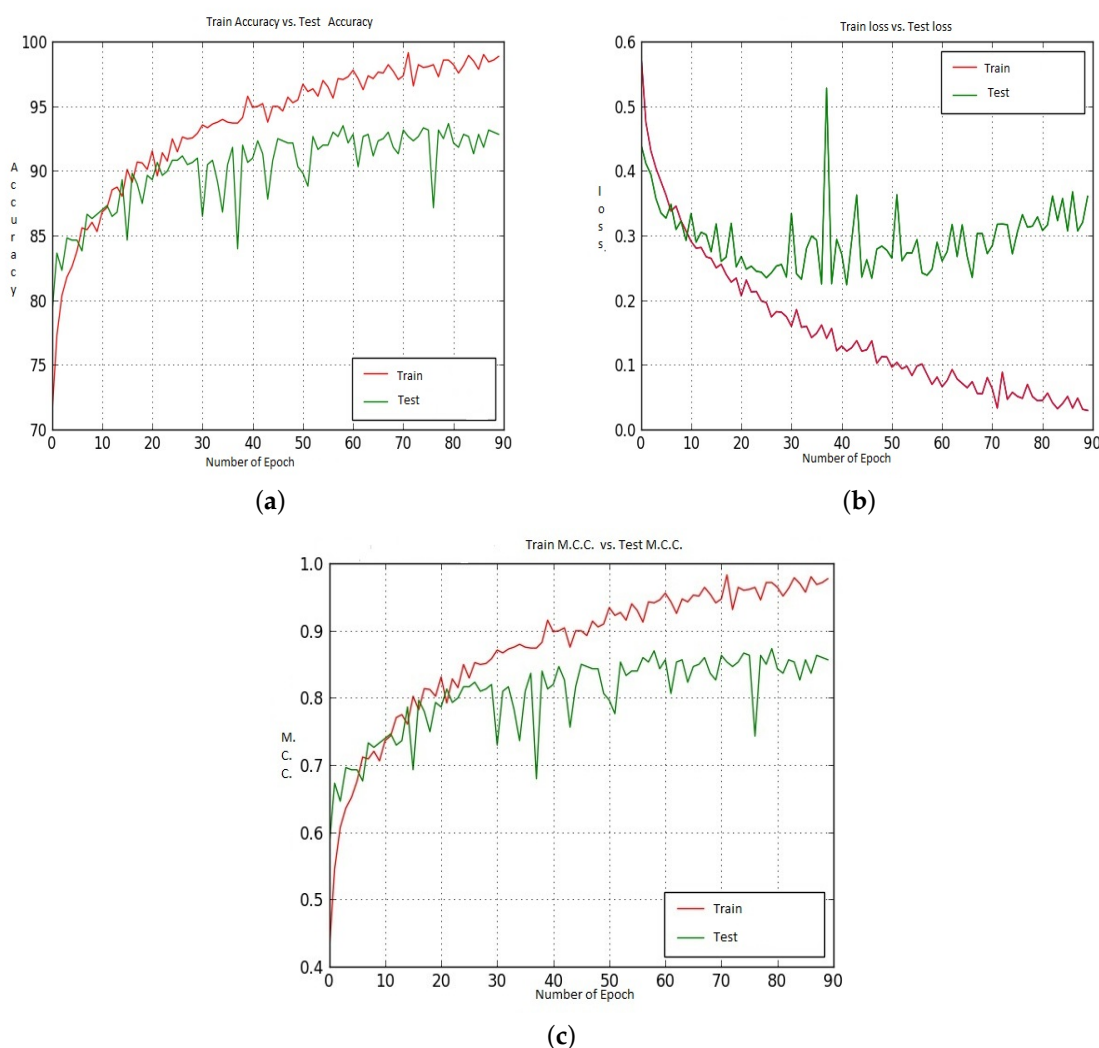 Train Accuracy vs. Test Accuracy
100
95
90
85
80
75
70
Accuracy
0 10 20 30 40 50 60 70 80 90
Number of Epoch
Train
Test
(a)
Train loss vs. Test loss
0.6
0.5
0.4
0.3
0.2
0.1
0.0
loss.
0 10 20 30 40 50 60 70 80 90
Number of Epoch
Train
Test
(b)
Train M.C.C. vs. Test M.C.C.
1.0
0.9
0.8
0.7
0.6
0.5
0.4
M.
C.
C.
0 10 20 30 40 50 60 70 80 90
Number of Epoch
Train
Test
(c)